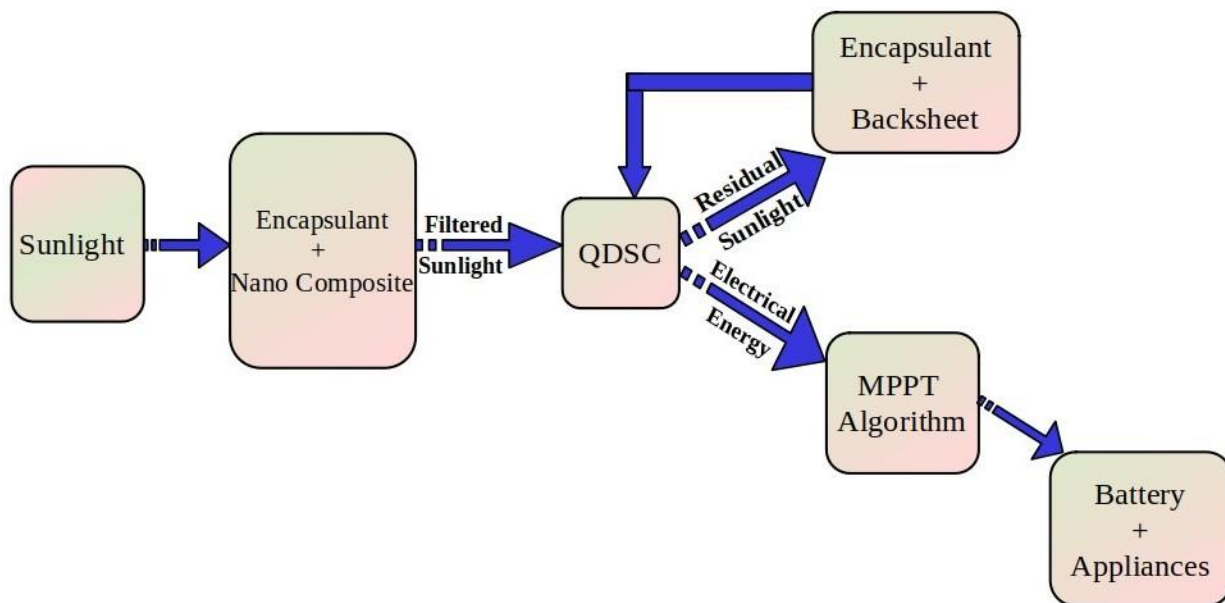 Sunlight
Encapsulant
+
Nano Composite
Filtered
Sunlight
QDSC
Residual
Sunlight
Encapsulant
+
Backsheet
Electrical
Energy
MPPT
Algorithm
Battery
+
Appliances